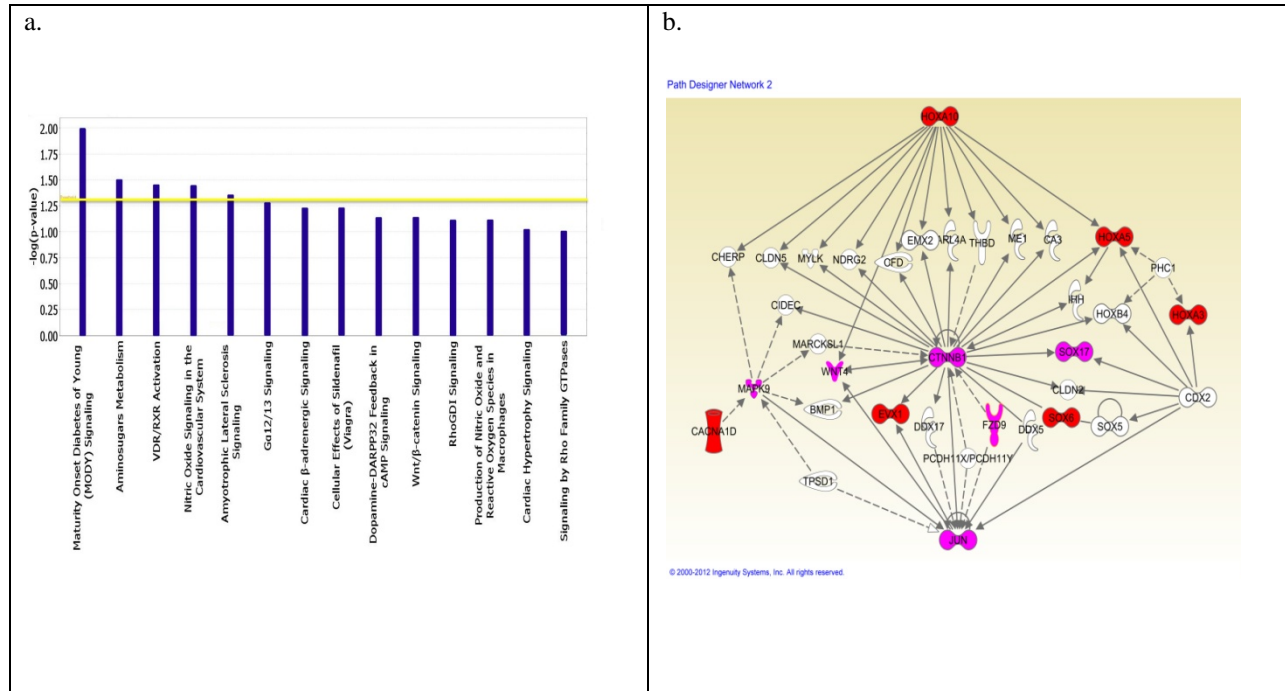 a.
-log(p-value)
2.00
1.75
1.50
1.25
1.00
0.75
0.50
0.25
0.00
Maturity Onset Diabetes of Young
(MODY) Signaling
Aminosugars Metabolism
VDR/RXR Activation
Nitric Oxide Signaling in the
Cardiovascular System
Amyotrophic Lateral Sclerosis
Signaling
Gα12/13 Signaling
Cardiac β-adrenergic Signaling
Cellular Effects of Sildenafil
(Viagra)
Dopamine-DARPP32 Feedback in
cAMP Signaling
Wnt/β-catenin Signaling
RhoGDI Signaling
Production of Nitric Oxide and
Reactive Oxygen Species in
Macrophages
Cardiac Hypertrophy Signaling
Signaling by Rho Family GTPases
b.
Path Designer Network 2
HOXA10
EMX2
ARL4A
THBD
ME1
CA3
HOXA5
CHERP
CLDN5
MYLK
NDRG2
CFD
PHC1
CIDEC
IHH
HOXB4
HOXA3
MARCKSL1
WNT4
CTNNB1
SOX17
MAPK9
CLDN2
CDX2
BMP1
CACNA1D
EVX1
DDX17
FZD9
DDX5
SOX6
SOX5
PCDH11X/PCDH11Y
TPSD1
JUN
© 2000-2012 Ingenuity Systems, Inc. All rights reserved.